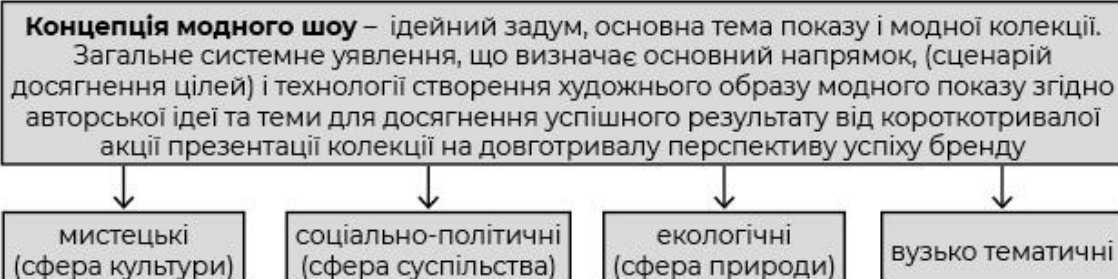 Концепція модного шоу – ідейний задум, основна тема показу і модної колекції.
Загальне системне уявлення, що визначає основний напрямок, (сценарій
досягнення цілей) і технології створення художнього образу модного показу згідно
авторської ідеї та теми для досягнення успішного результату від короткотривалої
акції презентації колекції на довготривалу перспективу успіху бренду
мистецькі
(сфера культури)
соціально-політичні
(сфера суспільства)
екологічні
(сфера природи)
вузько тематичні